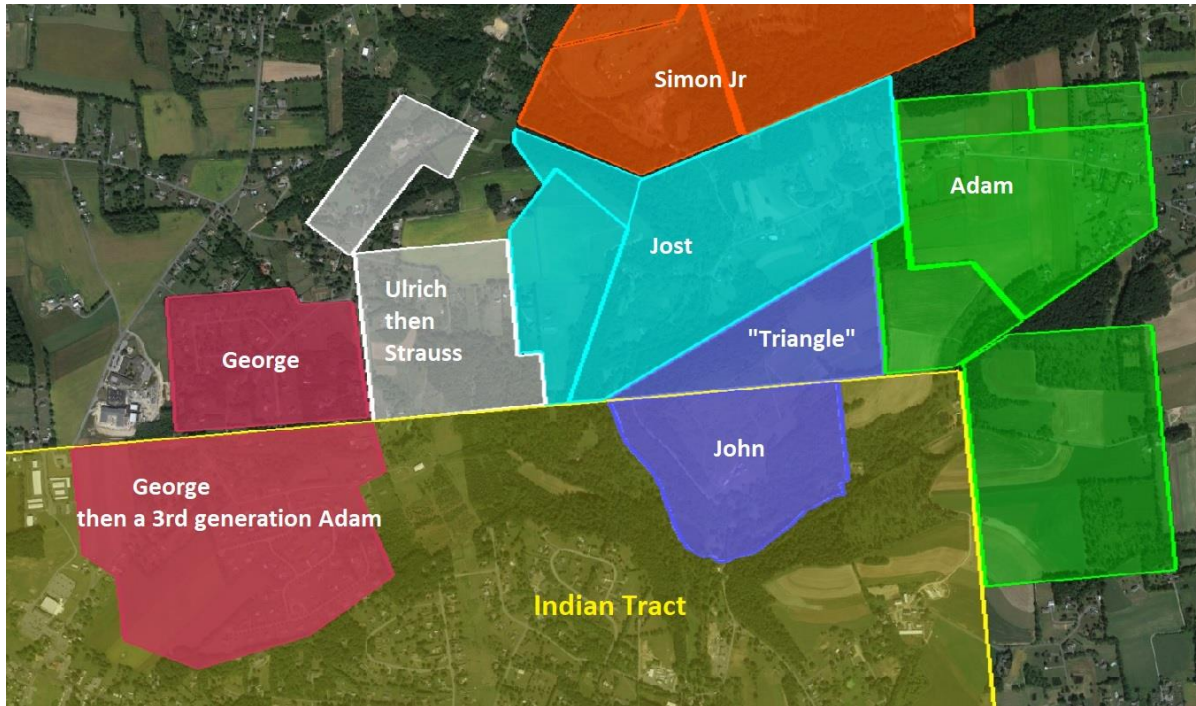 Simon Jr
Adam
Jost
Ulrich
then
Strauss
"Triangle"
George
John
George
then a 3rd generation Adam
Indian Tract